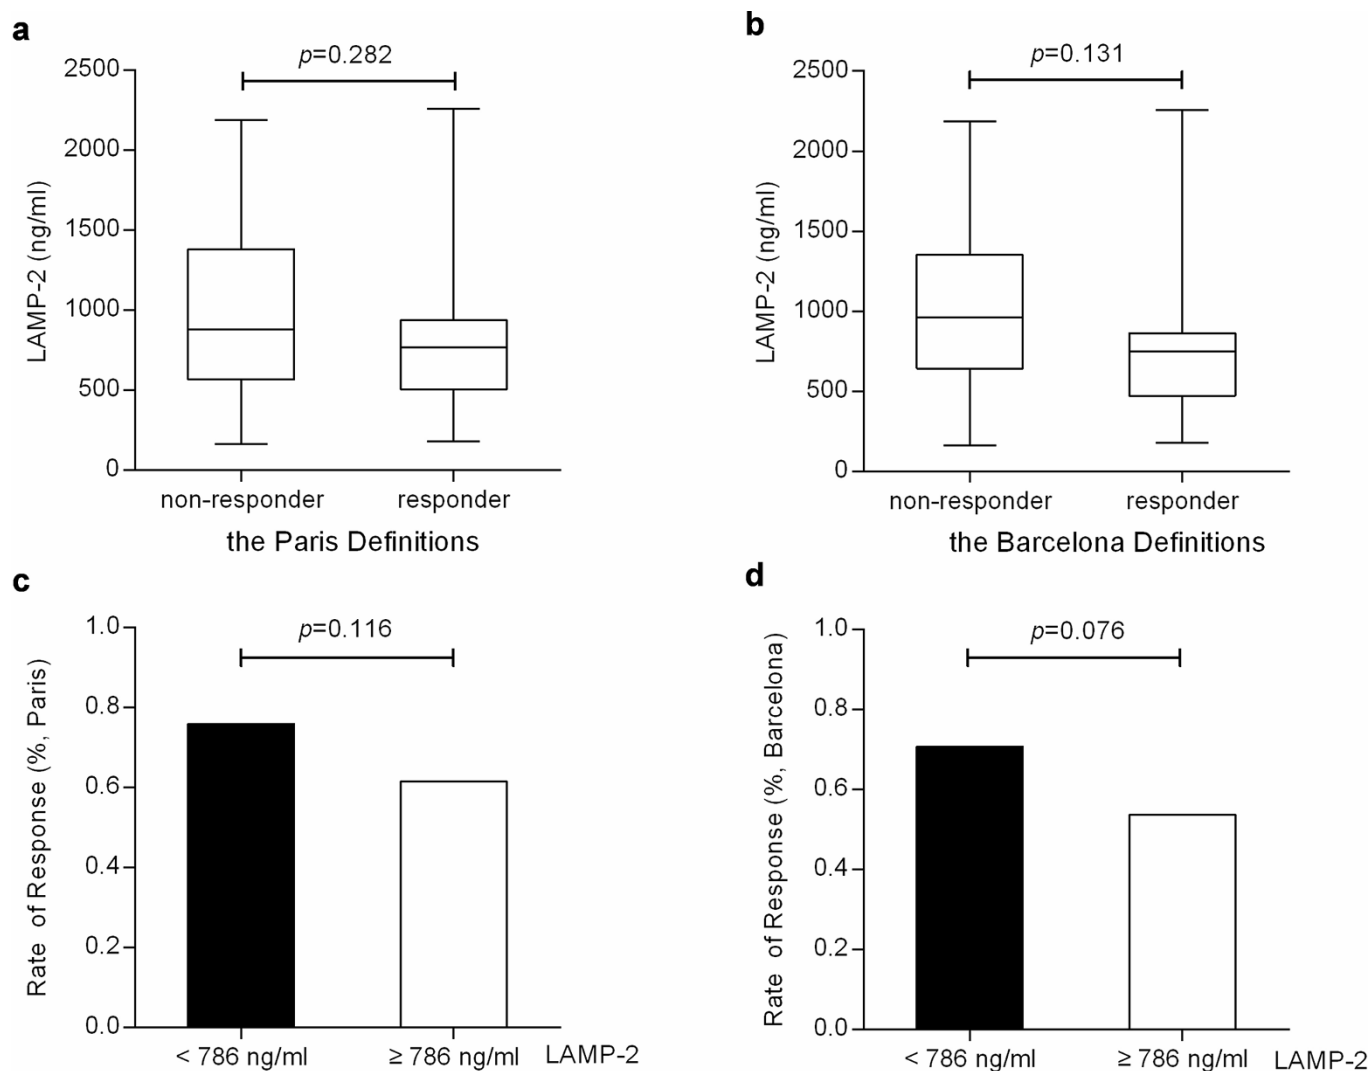 a
p=0.282
2500
2000
1500
1000
500
0
LAMP-2 (ng/ml)
non-responder responder
the Paris Definitions
b
p=0.131
2500
2000
1500
1000
500
0
LAMP-2 (ng/ml)
non-responder responder
the Barcelona Definitions
c
p=0.116
1.0
0.8
0.6
0.4
0.2
0.0
Rate of Response (%, Paris)
< 786 ng/ml ≥ 786 ng/ml LAMP-2
d
p=0.076
1.0
0.8
0.6
0.4
0.2
0.0
Rate of Response (%, Barcelona)
< 786 ng/ml ≥ 786 ng/ml LAMP-2